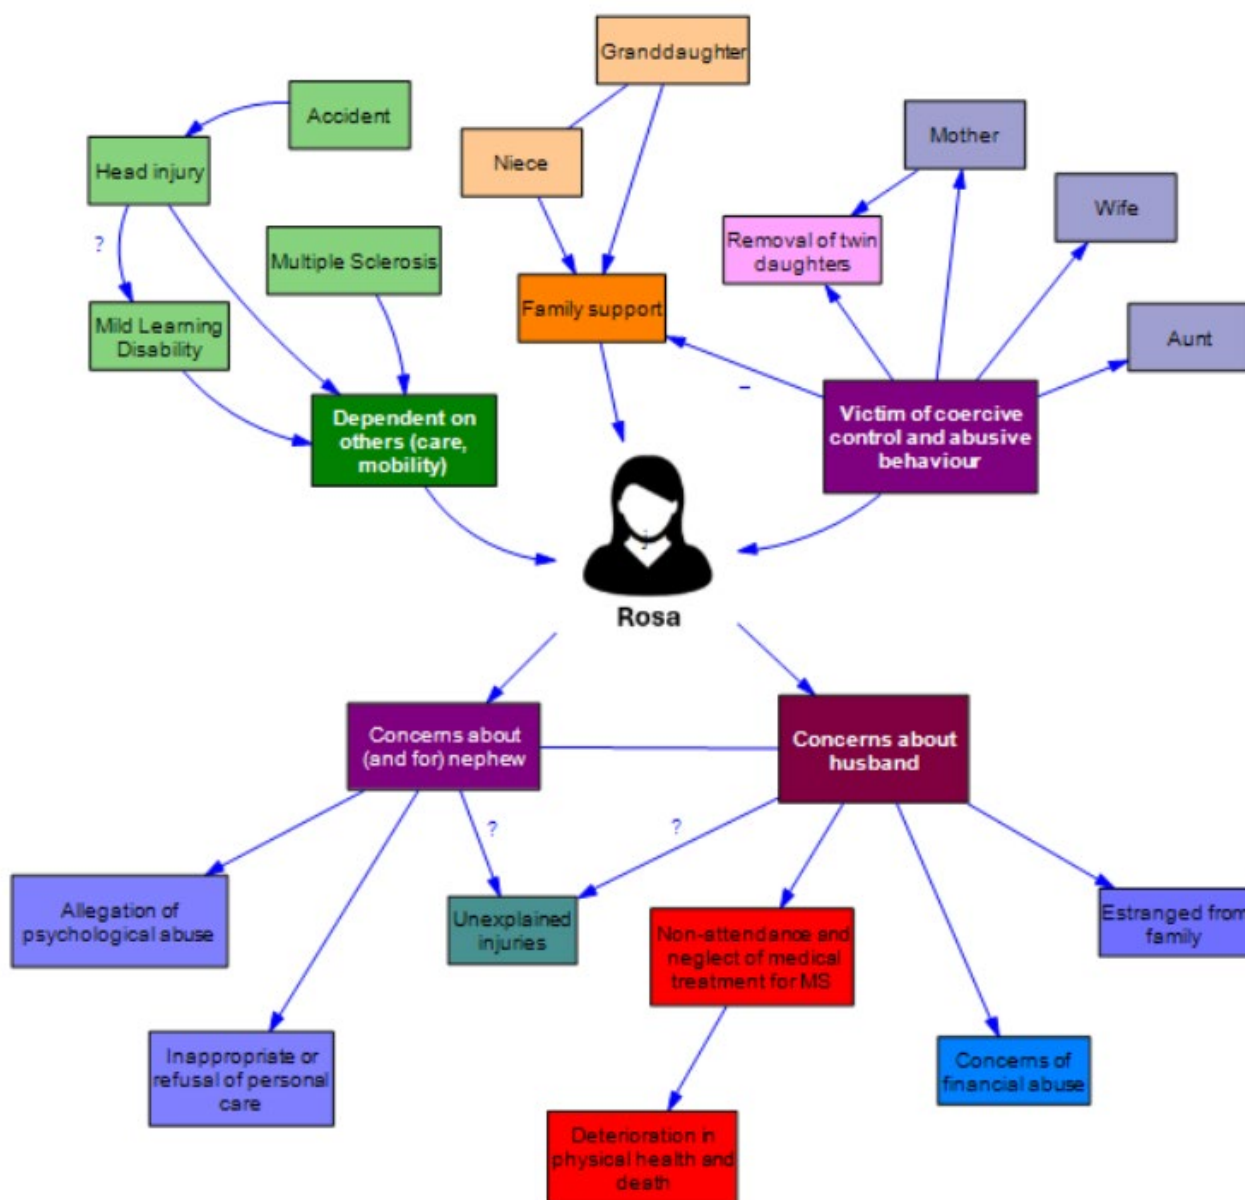 Granddaughter
Accident
Mother
Head injury
Niece
Wife
?
Removal of twin
daughters
Multiple Sclerosis
Family support
Mild Learning
Disability
Aunt
–
Dependent on
others (care,
mobility)
Victim of coercive
control and abusive
behaviour
j
Rosa
Concerns about
(and for) nephew
Concerns about
husband
?
?
Allegation of
psychological abuse
Unexplained
injuries
Non-attendance and
neglect of medical
treatment for MS
Estranged from
family
Inappropriate or
refusal of personal
care
Concerns of
financial abuse
Deterioration in
physical health and
death